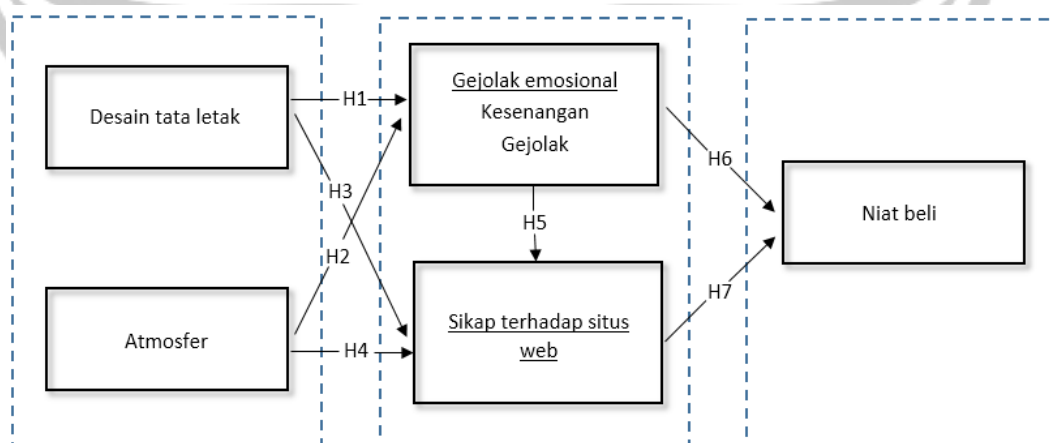 Desain tata letak
Atmosfer
H1
H3
H2
H4
Gejolak emosional
Kesenangan
Gejolak
H5
Sikap terhadap situs
web
H6
H7
Niat beli